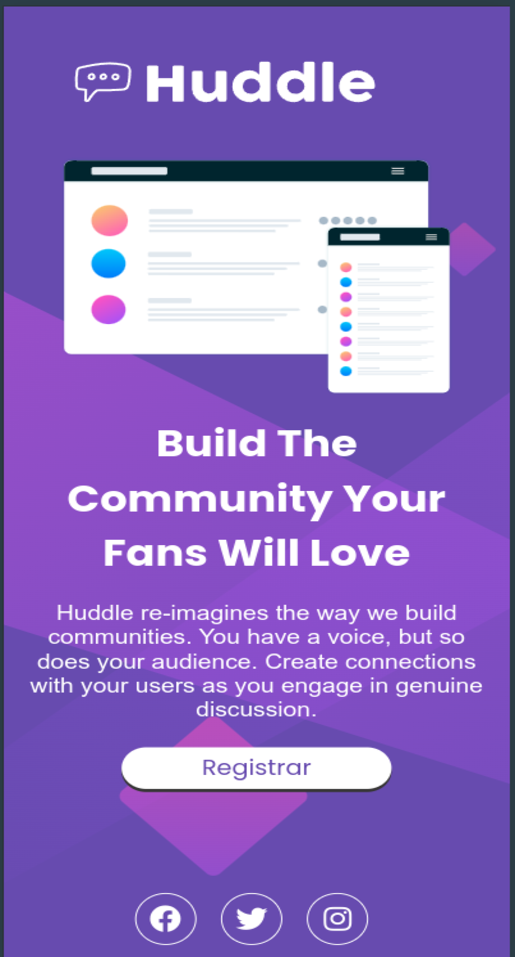 Huddle
Build The
Community Your
Fans Will Love
Huddle re-imagines the way we build
communities. You have a voice, but so
does your audience. Create connections
with your users as you engage in genuine
discussion.
Registrar